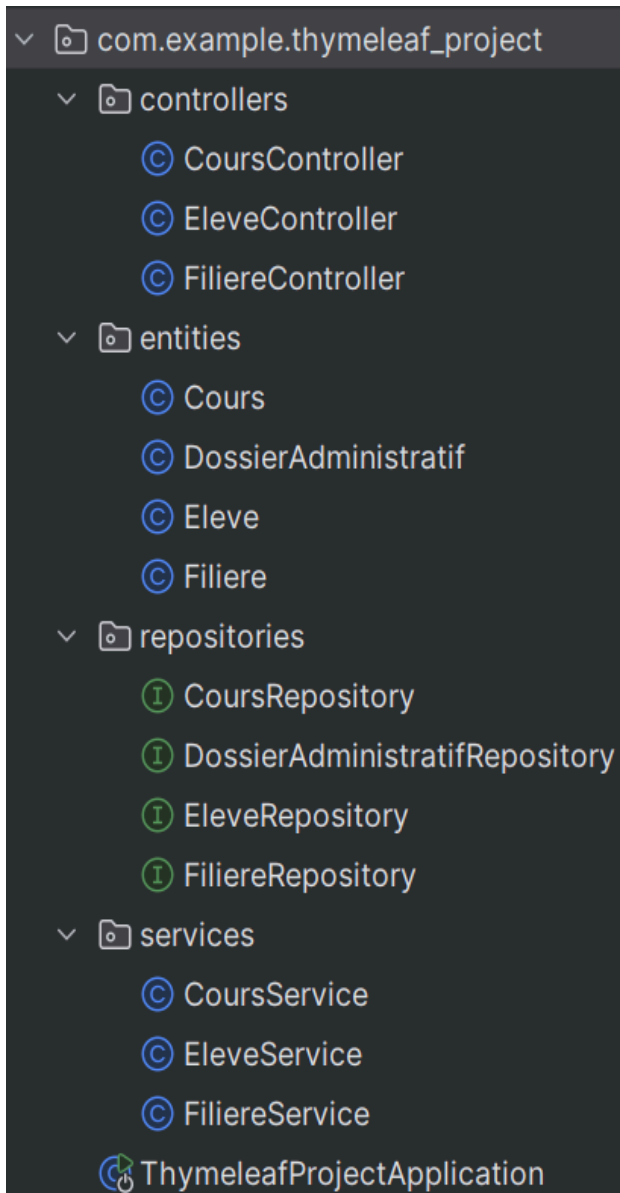 com.example.thymeleaf_project
controllers
CoursController
EleveController
FiliereController
entities
Cours
DossierAdministratif
Eleve
Filiere
repositories
CoursRepository
DossierAdministratifRepository
EleveRepository
FiliereRepository
services
CoursService
EleveService
FiliereService
ThymeleafProjectApplication